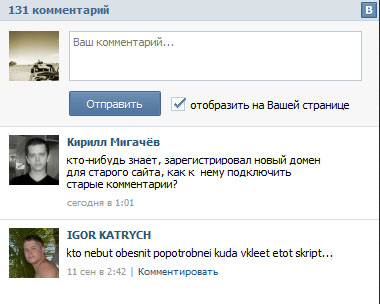 131 комментарий
В
Ваш комментарий...
Отправить
отобразить на Вашей странице
Кирилл Мигачёв
кто-нибудь знает, зарегистрировал новый домен
для старого сайта, как к нему подключить
старые комментарии?
сегодня в 1:01
IGOR KATRYCH
kto nebut obesnit popotrobnei kuda vkleet etot skript...
11 сен в 2:42 | Комментировать